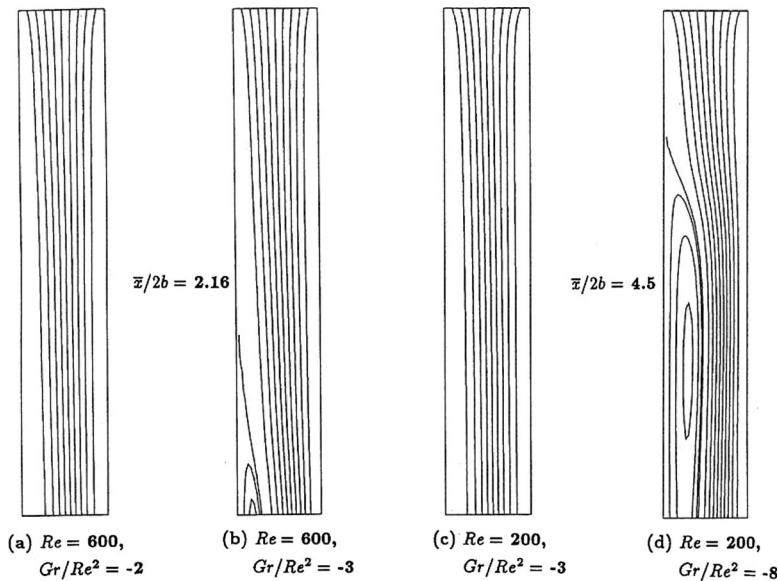 x̅/2b = 2.16
x̅/2b = 4.5
(a) Re = 600,
Gr/Re² = -2
(b) Re = 600,
Gr/Re² = -3
(c) Re = 200,
Gr/Re² = -3
(d) Re = 200,
Gr/Re² = -8